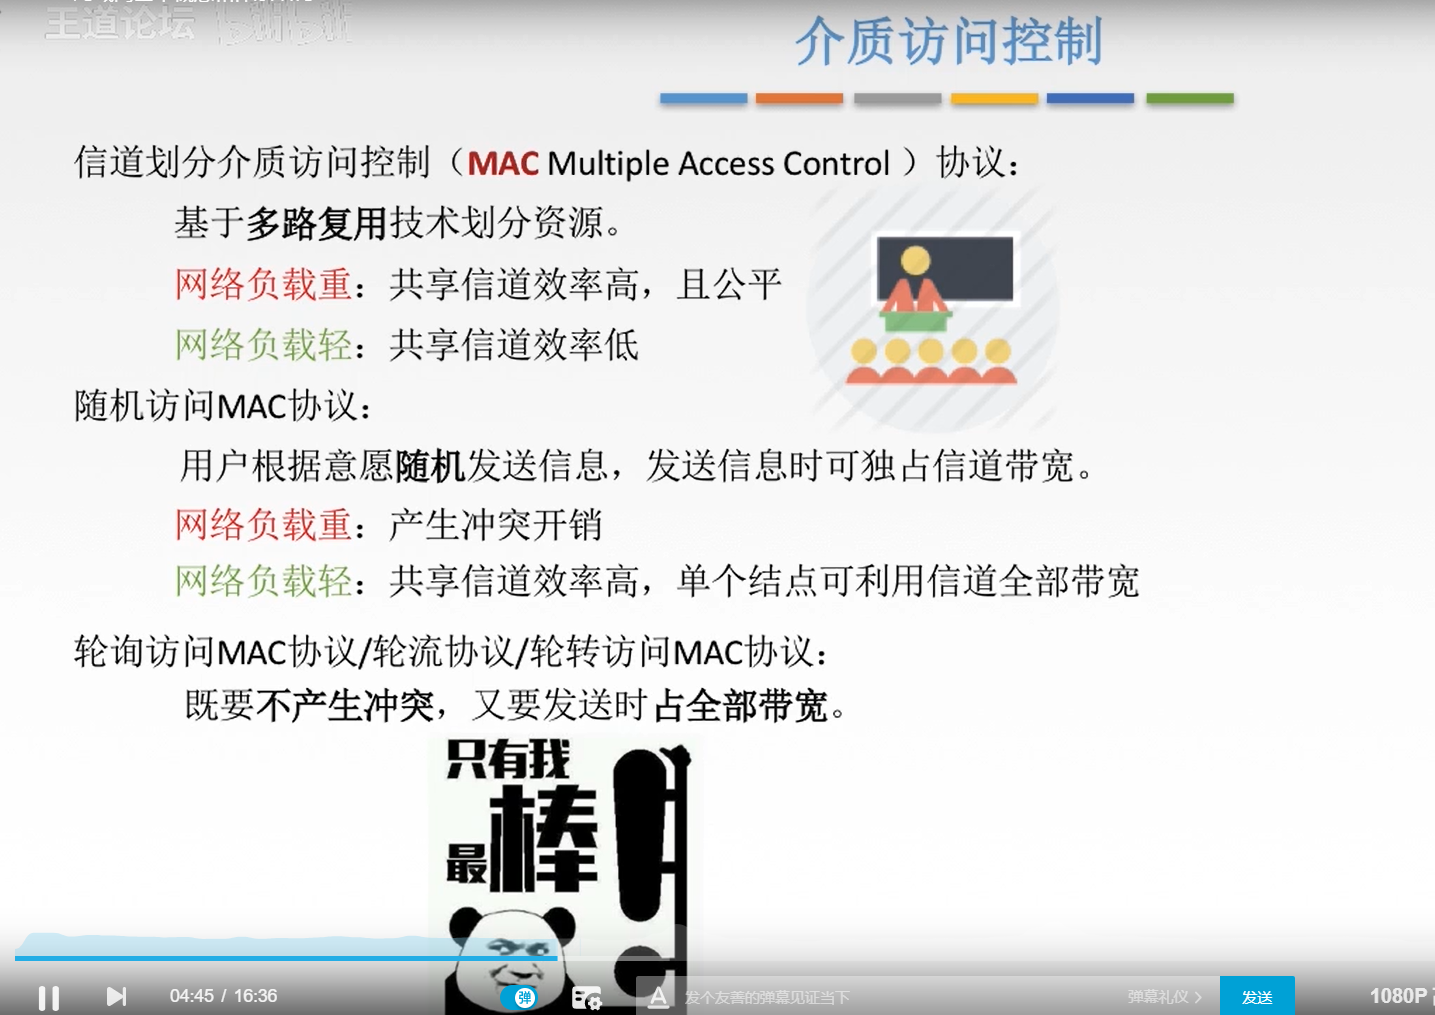 王道论坛 bilibili
介质访问控制
信道划分介质访问控制（MAC Multiple Access Control ）协议：
基于多路复用技术划分资源。
网络负载重：共享信道效率高，且公平
网络负载轻：共享信道效率低
随机访问MAC协议：
用户根据意愿随机发送信息，发送信息时可独占信道带宽。
网络负载重：产生冲突开销
网络负载轻：共享信道效率高，单个结点可利用信道全部带宽
轮询访问MAC协议/轮流协议/轮转访问MAC协议：
既要不产生冲突，又要发送时占全部带宽。
只有我
最棒
04:45 / 16:36
弹
A
发个友善的弹幕见证当下
弹幕礼仪
发送
1080P